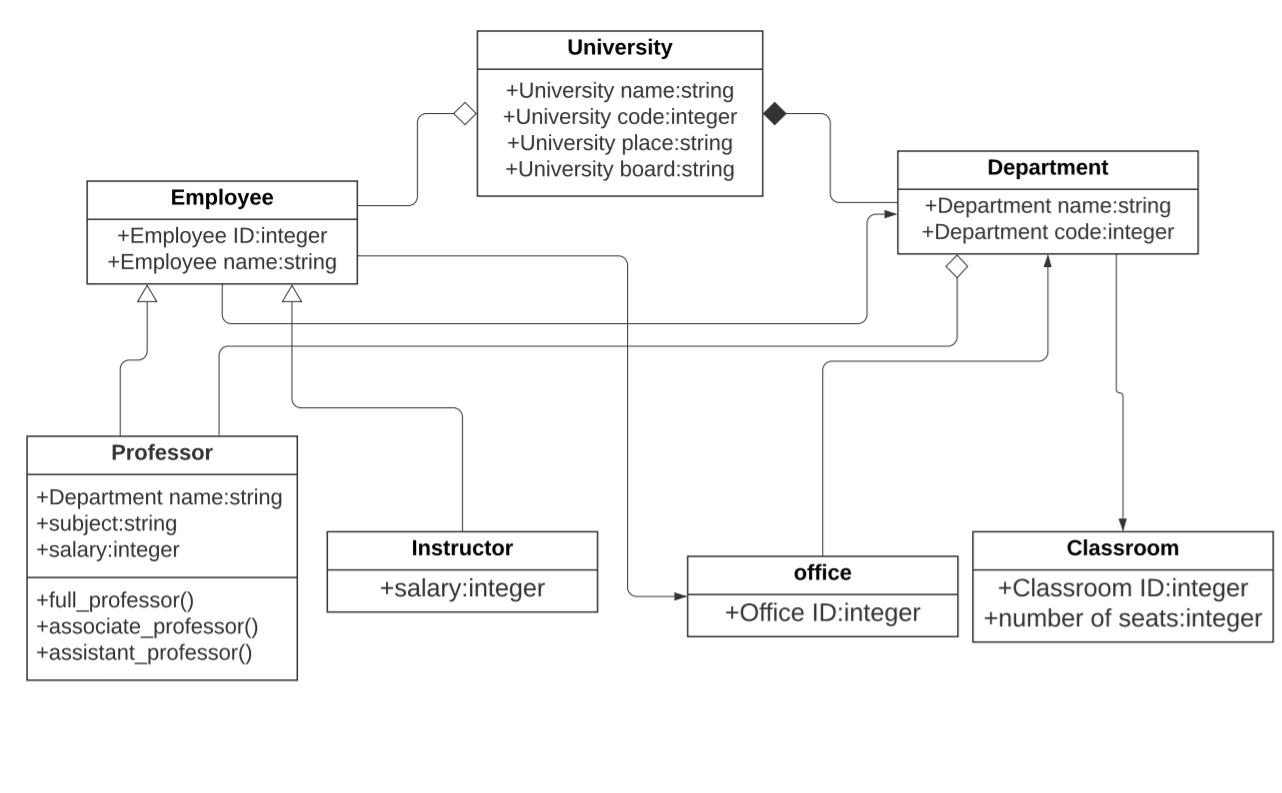 University
+University name:string
+University code:integer
+University place:string
+University board:string
Department
+Department name:string
+Department code:integer
Employee
+Employee ID:integer
+Employee name:string
Professor
+Department name:string
+subject:string
+salary:integer
+full_professor()
+associate_professor()
+assistant_professor()
Instructor
+salary:integer
office
+Office ID:integer
Classroom
+Classroom ID:integer
+number of seats:integer